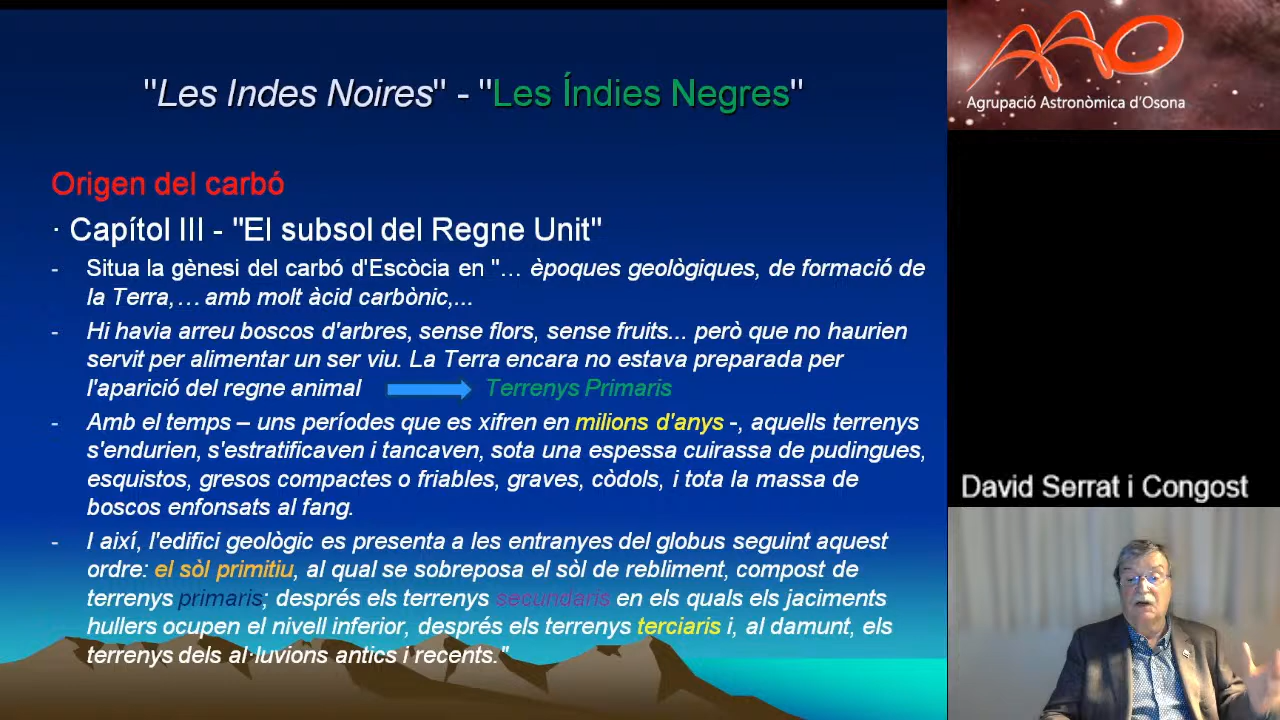 "Les Indes Noires" - "Les Índies Negres"
Origen del carbó
· Capítol III - "El subsol del Regne Unit"
- Situa la gènesi del carbó d'Escòcia en "… èpoques geològiques, de formació de
la Terra,… amb molt àcid carbònic,...
- Hi havia arreu boscos d'arbres, sense flors, sense fruits... però que no haurien
servit per alimentar un ser viu. La Terra encara no estava preparada per
l'aparició del regne animal Terrenys Primaris
- Amb el temps – uns períodes que es xifren en milions d'anys -, aquells terrenys
s'endurien, s'estratificaven i tancaven, sota una espessa cuirassa de pudingues,
esquistos, gresos compactes o friables, graves, còdols, i tota la massa de
boscos enfonsats al fang.
- I així, l'edifici geològic es presenta a les entranyes del globus seguint aquest
ordre: el sòl primitiu, al qual se sobreposa el sòl de rebliment, compost de
terrenys primaris; després els terrenys secundaris en els quals els jaciments
hullers ocupen el nivell inferior, després els terrenys terciaris i, al damunt, els
terrenys dels al·luvions antics i recents."
AAO
Agrupació Astronòmica d'Osona
David Serrat i Congost